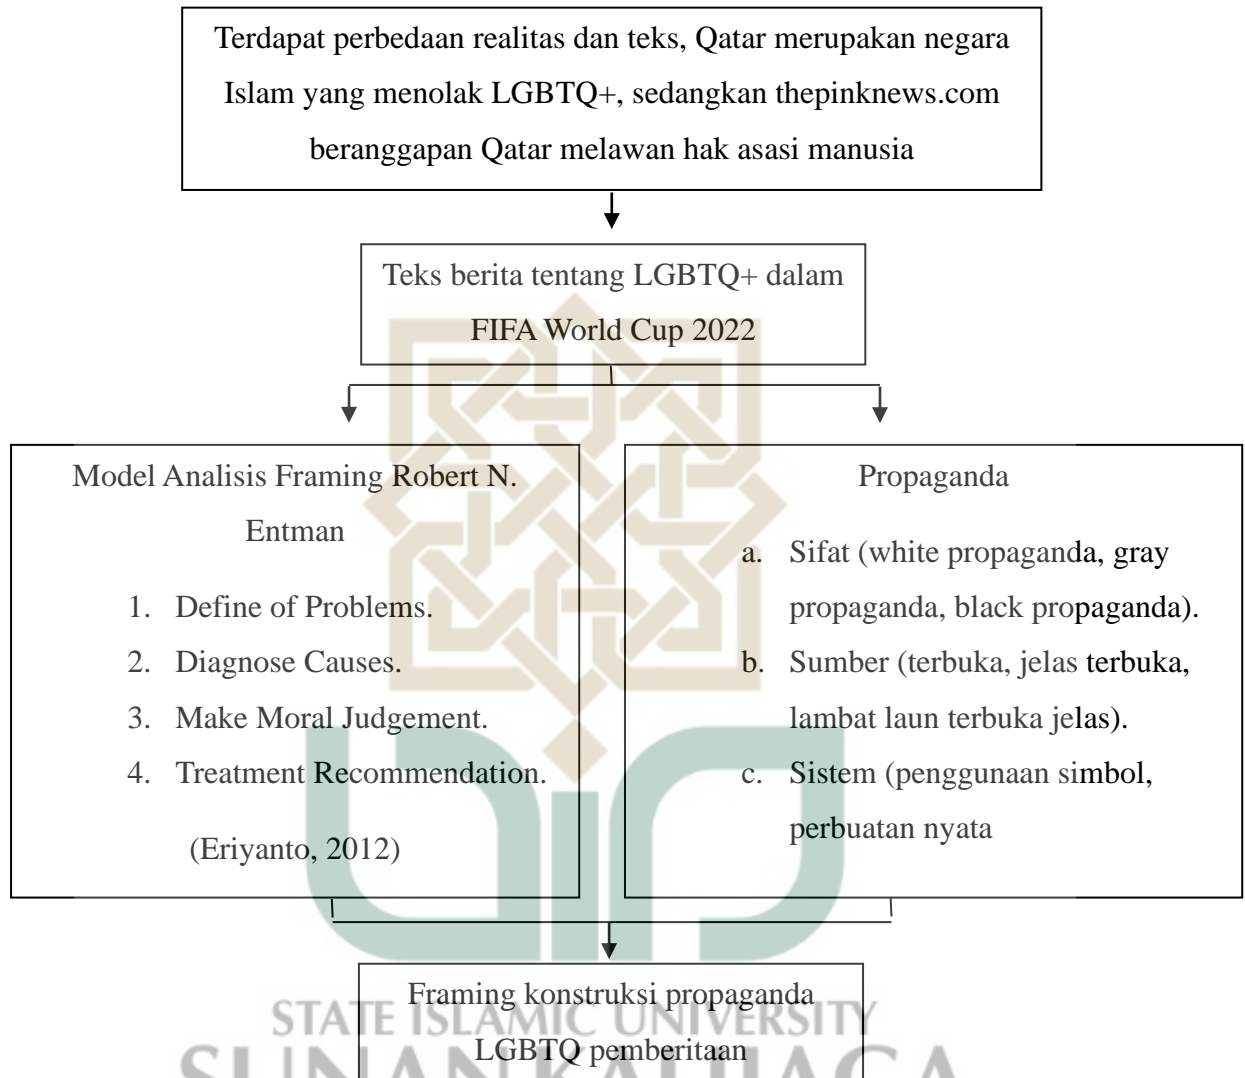 Terdapat perbedaan realitas dan teks, Qatar merupakan negara
Islam yang menolak LGBTQ+, sedangkan thepinknews.com
beranggapan Qatar melawan hak asasi manusia
Teks berita tentang LGBTQ+ dalam
FIFA World Cup 2022
Model Analisis Framing Robert N.
Entman
1. Define of Problems.
2. Diagnose Causes.
3. Make Moral Judgement.
4. Treatment Recommendation.
(Eriyanto, 2012)
Propaganda
a. Sifat (white propaganda, gray
propaganda, black propaganda).
b. Sumber (terbuka, jelas terbuka,
lambat laun terbuka jelas).
c. Sistem (penggunaan simbol,
perbuatan nyata
Framing konstruksi propaganda
LGBTQ pemberitaan
STATE ISLAMIC UNIVERSITY
SUNAN KALIJAGA